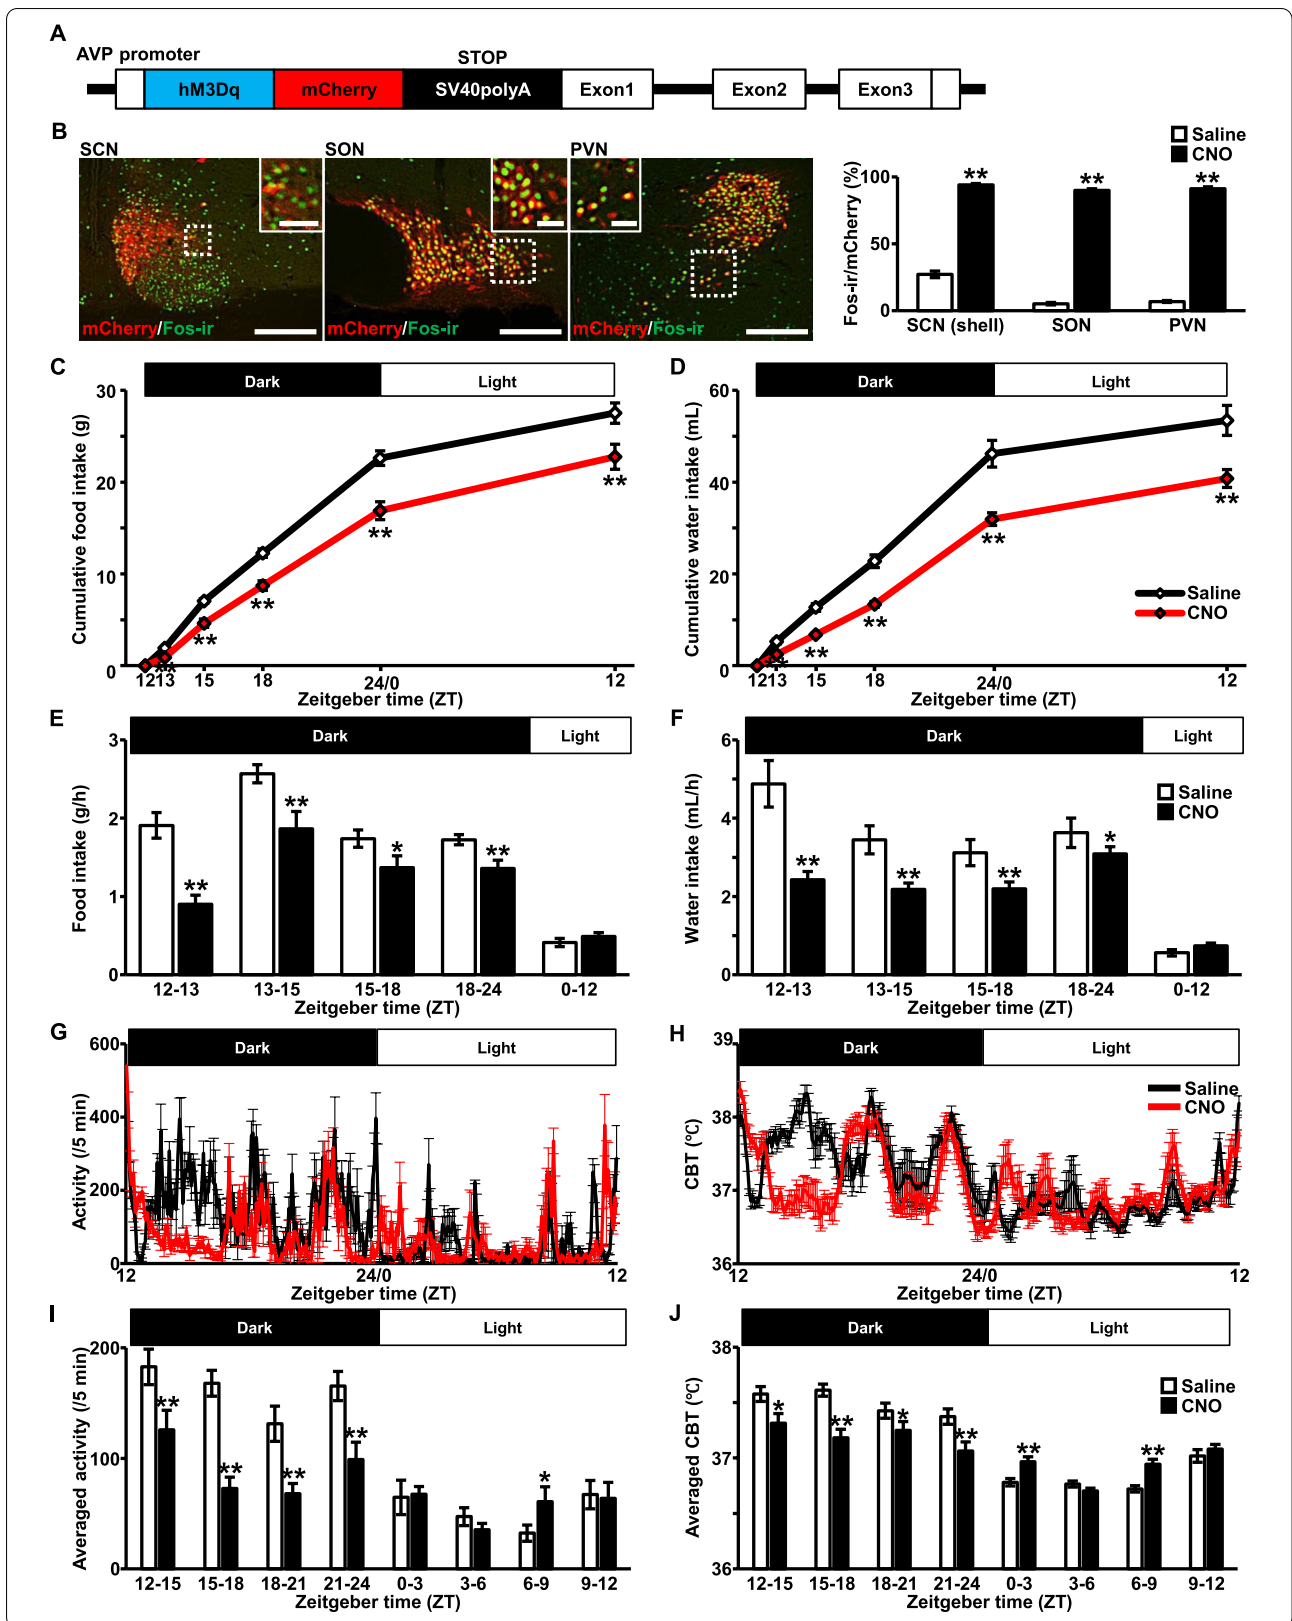 A
AVP promoter
STOP
hM3Dq mCherry SV40polyA Exon1 Exon2 Exon3
B
SCN SON PVN
mCherry/Fos-ir mCherry/Fos-ir mCherry/Fos-ir
Saline
CNO
Fos-ir/mCherry (%)
100
50
0
** ** **
SCN (shell) SON PVN
C
Dark Light
Cumulative food intake (g)
30
20
10
0
** ** ** ** **
12 13 15 18 24/0 12
Zeitgeber time (ZT)
D
Dark Light
Cumulative water intake (mL)
60
40
20
0
** ** ** ** **
Saline
CNO
12 13 15 18 24/0 12
Zeitgeber time (ZT)
E
Dark Light
Food intake (g/h)
3
2
1
0
** ** * **
12-13 13-15 15-18 18-24 0-12
Zeitgeber time (ZT)
F
Dark Light
Water intake (mL/h)
6
4
2
0
Saline
CNO
** ** ** *
12-13 13-15 15-18 18-24 0-12
Zeitgeber time (ZT)
G
Dark Light
Activity (/5 min)
600
400
200
0
12 24/0 12
Zeitgeber time (ZT)
H
Dark Light
CBT (℃)
39
38
37
36
Saline
CNO
12 24/0 12
Zeitgeber time (ZT)
I
Dark Light
Averaged activity (/5 min)
200
100
0
** ** ** ** *
12-15 15-18 18-21 21-24 0-3 3-6 6-9 9-12
Zeitgeber time (ZT)
J
Dark Light
Averaged CBT (℃)
38
37
36
Saline
CNO
* ** * ** ** **
12-15 15-18 18-21 21-24 0-3 3-6 6-9 9-12
Zeitgeber time (ZT)